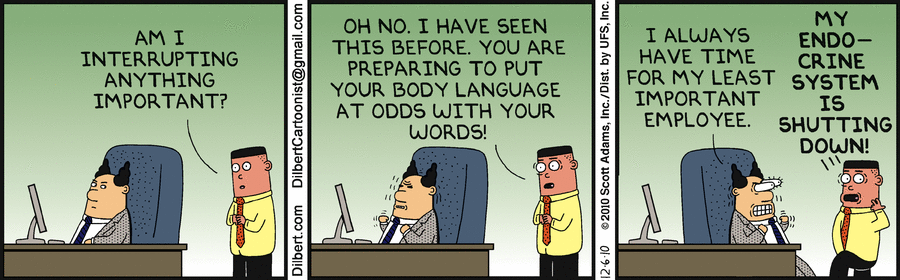 AM I
INTERRUPTING
ANYTHING
IMPORTANT?
Dilbert.com DilbertCartoonist@gmail.com
OH NO. I HAVE SEEN
THIS BEFORE. YOU ARE
PREPARING TO PUT
YOUR BODY LANGUAGE
AT ODDS WITH YOUR
WORDS!
12-6-10 © 2010 Scott Adams, Inc./Dist. by UFS, Inc.
I ALWAYS
HAVE TIME
FOR MY LEAST
IMPORTANT
EMPLOYEE.
MY
ENDO—
CRINE
SYSTEM
IS
SHUTTING
DOWN!